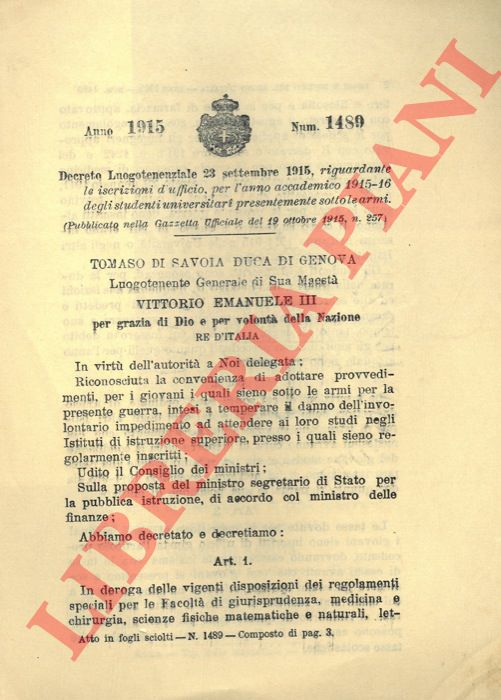 Anno 1915
Num. 1489
Decreto Luogotenenziale 23 settembre 1915, riguardante
le iscrizioni d'ufficio, per l'anno accademico 1915-16
degli studenti universitari presentemente sotto le armi.
(Pubblicato nella Gazzetta Ufficiale del 19 ottobre 1915, n. 257)
TOMASO DI SAVOIA DUCA DI GENOVA
Luogotenente Generale di Sua Maestà
VITTORIO EMANUELE III
per grazia di Dio e per volontà della Nazione
RE D'ITALIA
In virtù dell'autorità a Noi delegata;
Riconosciuta la convenienza di adottare provvedi-
menti, per i giovani i quali sieno sotto le armi per la
presente guerra, intesi a temperare il danno dell'invo-
lontario impedimento ad attendere ai loro studi negli
Istituti di istruzione superiore, presso i quali sieno re-
golarmente inscritti;
Udito il Consiglio dei ministri;
Sulla proposta del ministro segretario di Stato per
la pubblica istruzione, di accordo col ministro delle
finanze;
Abbiamo decretato e decretiamo:
Art. 1.
In deroga delle vigenti disposizioni dei regolamenti
speciali per le Facoltà di giurisprudenza, medicina e
chirurgia, scienze fisiche matematiche e naturali, let-
Atto in fogli sciolti — N. 1489 — Composto di pag. 3.
LIBRERIA PIANI